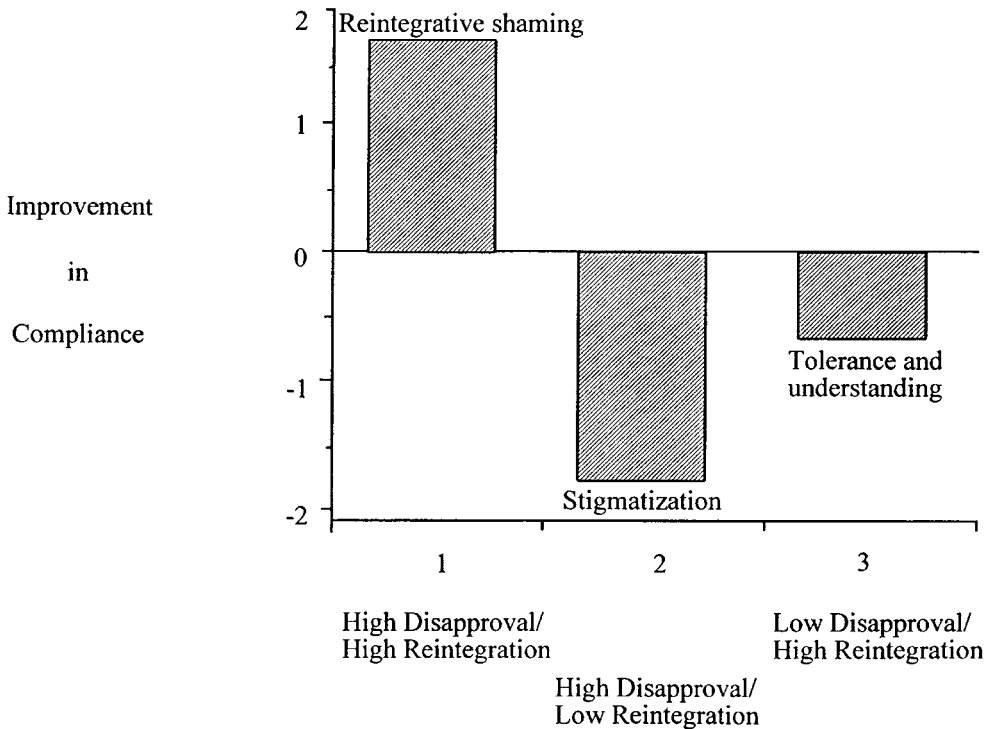 2
Reintegrative shaming
1
Improvement
in
Compliance
0
-1
Tolerance and
understanding
Stigmatization
-2
1
2
3
High Disapproval/
High Reintegration
High Disapproval/
Low Reintegration
Low Disapproval/
High Reintegration